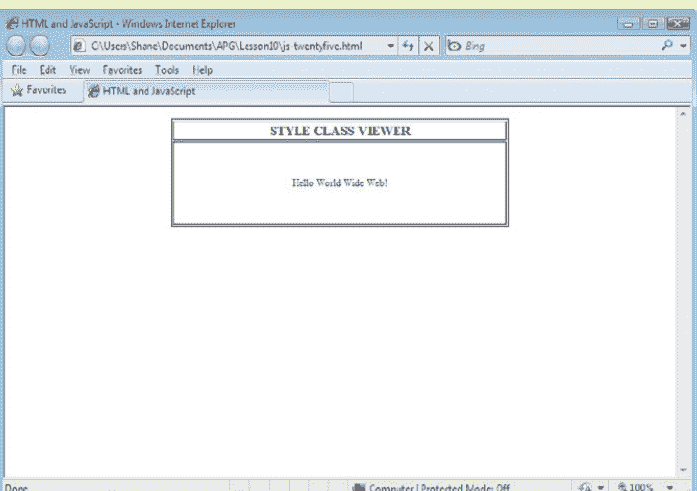 HTML and JavaScript - Windows Internet Explorer
C:\Users\Shane\Documents\APG\Lesson10\js-twentyfive.html
Bing
File Edit View Favorites Tools Help
Favorites HTML and JavaScript
STYLE CLASS VIEWER
Hello World Wide Web!
Done Computer | Protected Mode: Off 100%